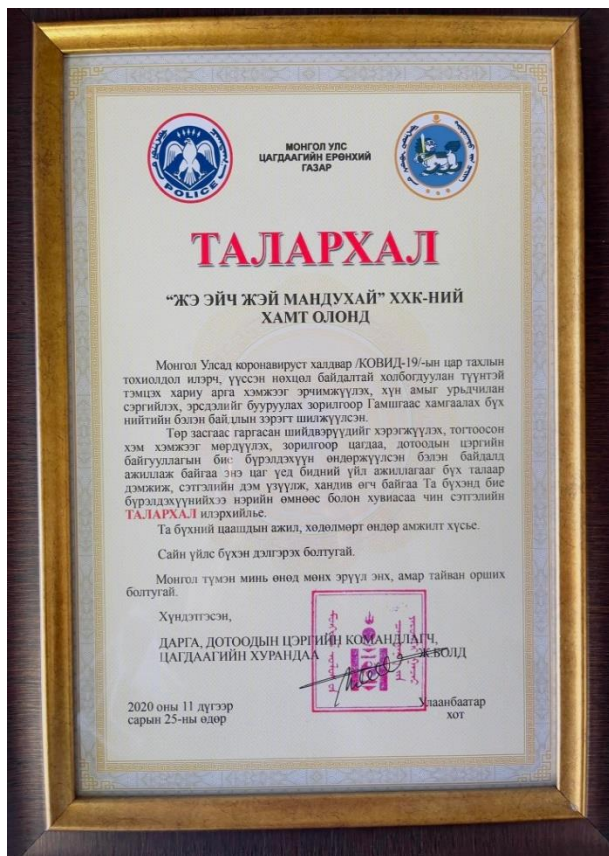 POLICE
МОНГОЛ УЛС
ЦАГДААГИЙН ЕРӨНХИЙ
ГАЗАР
ТАЛАРХАЛ
“ЖЭ ЭЙЧ ЖЭЙ МАНДУХАЙ” ХХК-НИЙ
ХАМТ ОЛОНД
Монгол Улсад коронавируст халдвар /КОВИД-19/-ын цар тахлын
тохиолдол илэрч, үүссэн нөхцөл байдалтай холбогдуулан түүнтэй
тэмцэх хариу арга хэмжээг эрчимжүүлэх, хүн амыг урьдчилан
сэргийлэх, эрсдэлийг бууруулах зорилгоор Гамшгаас хамгаалах бүх
нийтийн бэлэн байдлын зэрэгт шилжүүлсэн.
Төр засгаас гаргасан шийдвэрүүдийг хэрэгжүүлэх, тогтоосон
хэм хэмжээг мөрдүүлэх, зорилгоор цагдаа, дотоодын цэргийн
байгууллагын бие бүрэлдэхүүн өндөржүүлсэн бэлэн байдалд
ажиллаж байгаа энэ цаг үед бидний үйл ажиллагааг бүх талаар
дэмжиж, сэтгэлийн дэм үзүүлж, хандив өгч байгаа Та бүхэнд бие
бүрэлдэхүүнийхээ нэрийн өмнөөс болон хувиасаа чин сэтгэлийн
ТАЛАРХАЛ илэрхийлье.
Та бүхний цаашдын ажил, хөдөлмөрт өндөр амжилт хүсье.
Сайн үйлс бүхэн дэлгэрэх болтугай.
Монгол түмэн минь өнөд мөнх эрүүл энх, амар тайван орших
болтугай.
Хүндэтгэсэн,
ДАРГА, ДОТООДЫН ЦЭРГИЙН КОМАНДЛАГЧ,
ЦАГДААГИЙН ХУРАНДАА Ж.БОЛД
2020 оны 11 дүгээр Улаанбаатар
сарын 25-ны өдөр хот